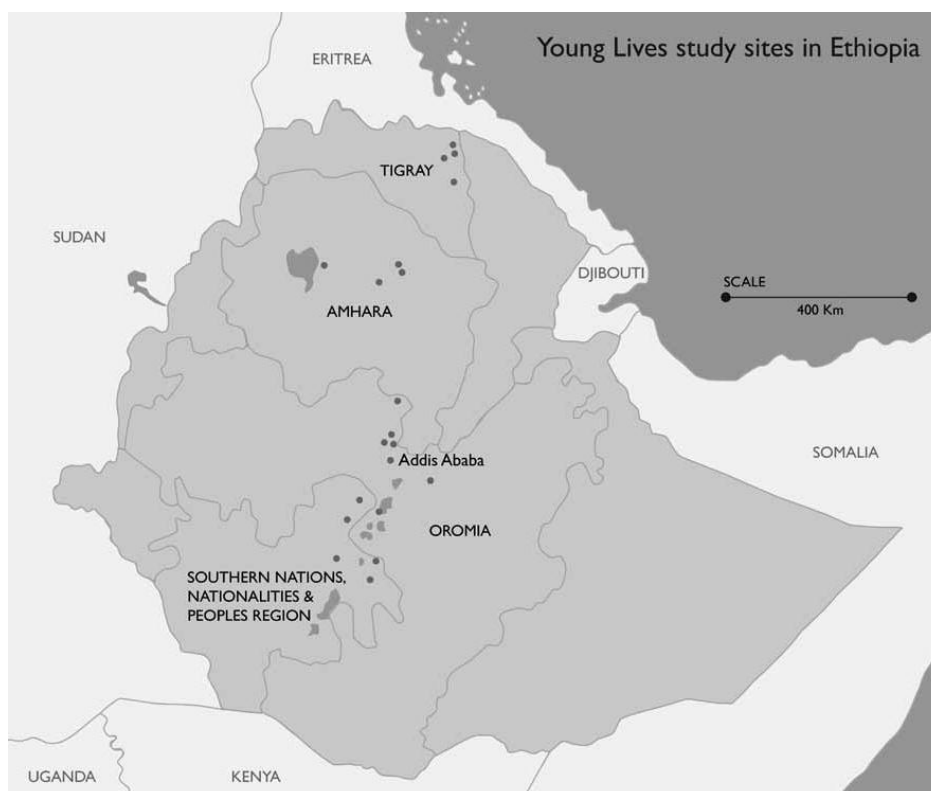 Young Lives study sites in Ethiopia
ERITREA
TIGRAY
SUDAN
DJIBOUTI
SCALE
400 Km
AMHARA
Addis Ababa
SOMALIA
OROMIA
SOUTHERN NATIONS,
NATIONALITIES &
PEOPLES REGION
UGANDA
KENYA